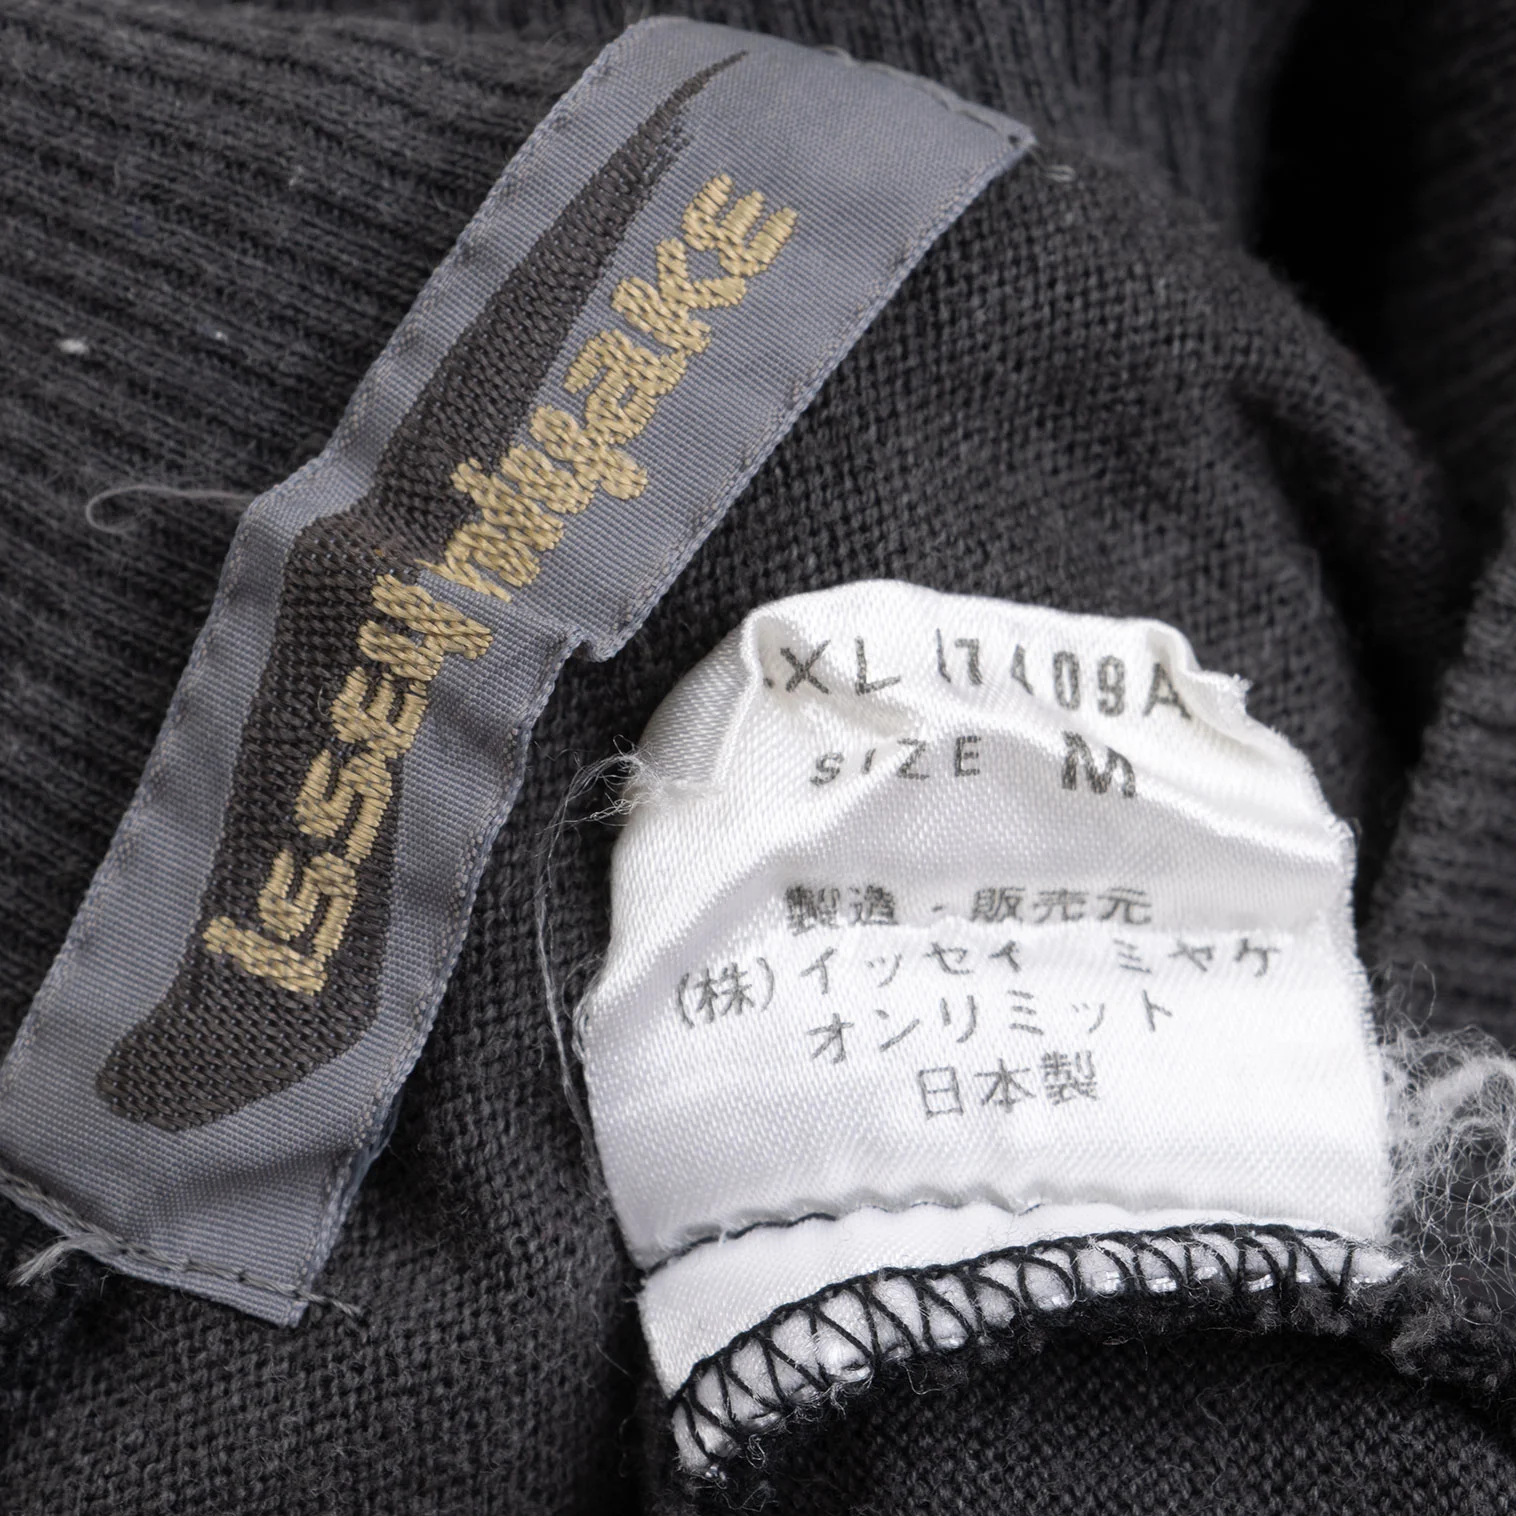 ISSEY miyaKE
XL 17409A
SIZE M
製造・販売元
(株)イッセイ ミヤケ
オンリミット
日本製